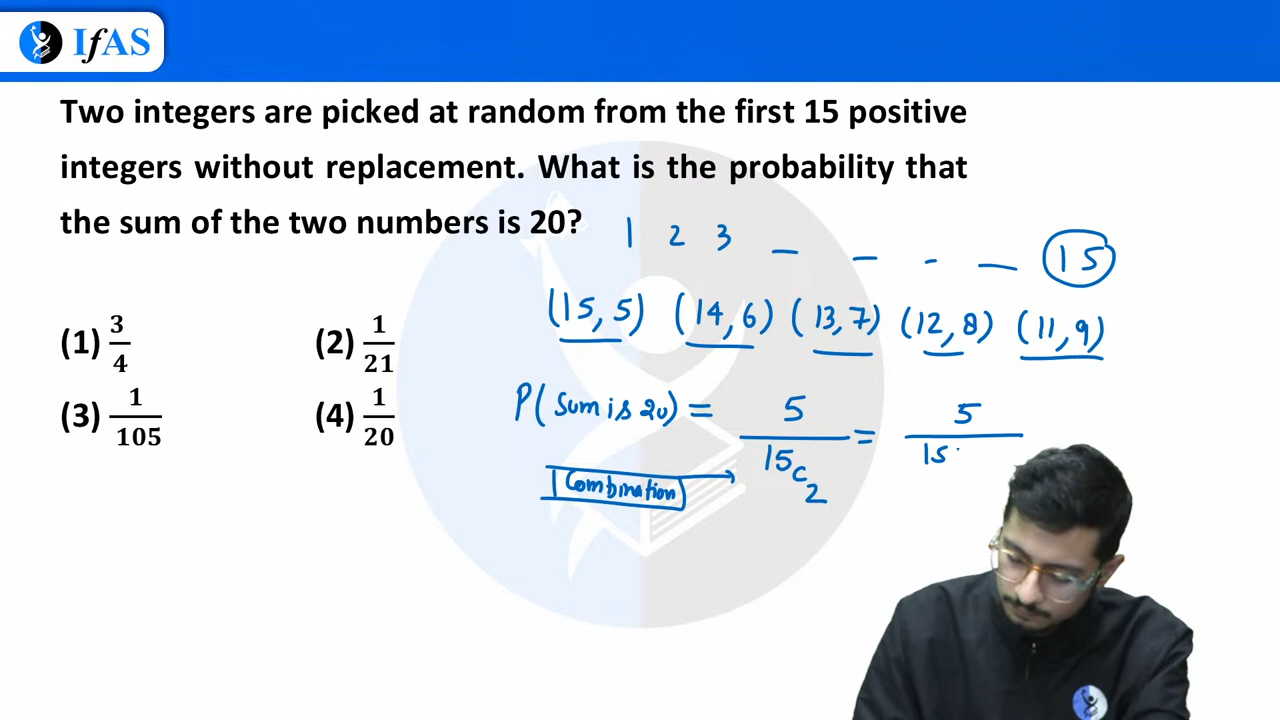 IfAS
Two integers are picked at random from the first 15 positive
integers without replacement. What is the probability that
the sum of the two numbers is 20?
1 2 3 _ _ - _ 15
(15, 5) (14, 6) (13, 7) (12, 8) (11, 9)
(1) 3/4 (2) 1/21
(3) 1/105 (4) 1/20
P(Sum is 20) = 5/15C2 = 5/15
Combination